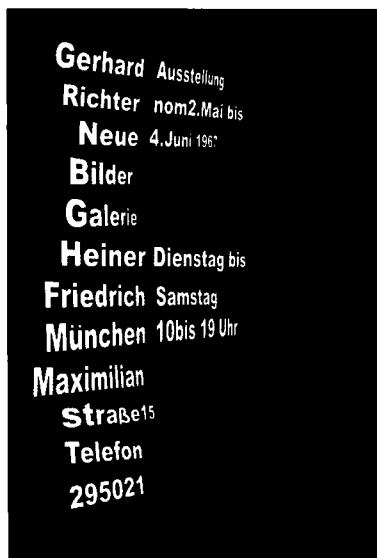 Gerhard Ausstellung
Richter nom2.Mai bis
Neue 4.Juni 1967
Bilder
Galerie
Heiner Dienstag bis
Friedrich Samstag
München 10bis 19 Uhr
Maximilian
straße15
Telefon
295021